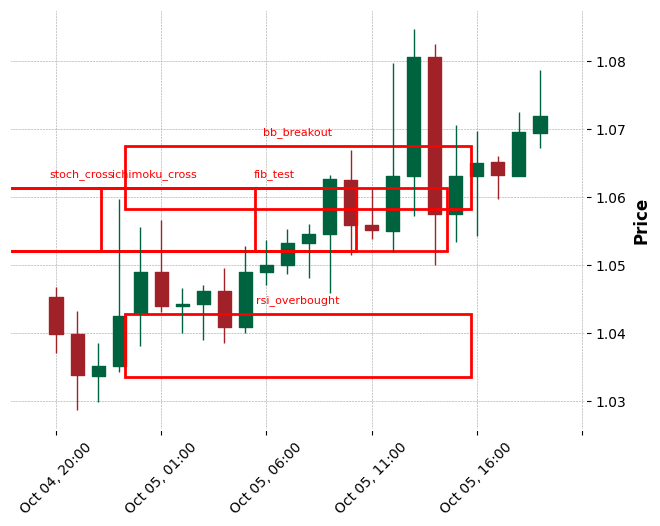 1.08
bb_breakout
1.07
stoch_cross
ichimoku_cross
fib_test
1.06
Price
1.05
rsi_overbought
1.04
1.03
Oct 04, 20:00
Oct 05, 01:00
Oct 05, 06:00
Oct 05, 11:00
Oct 05, 16:00